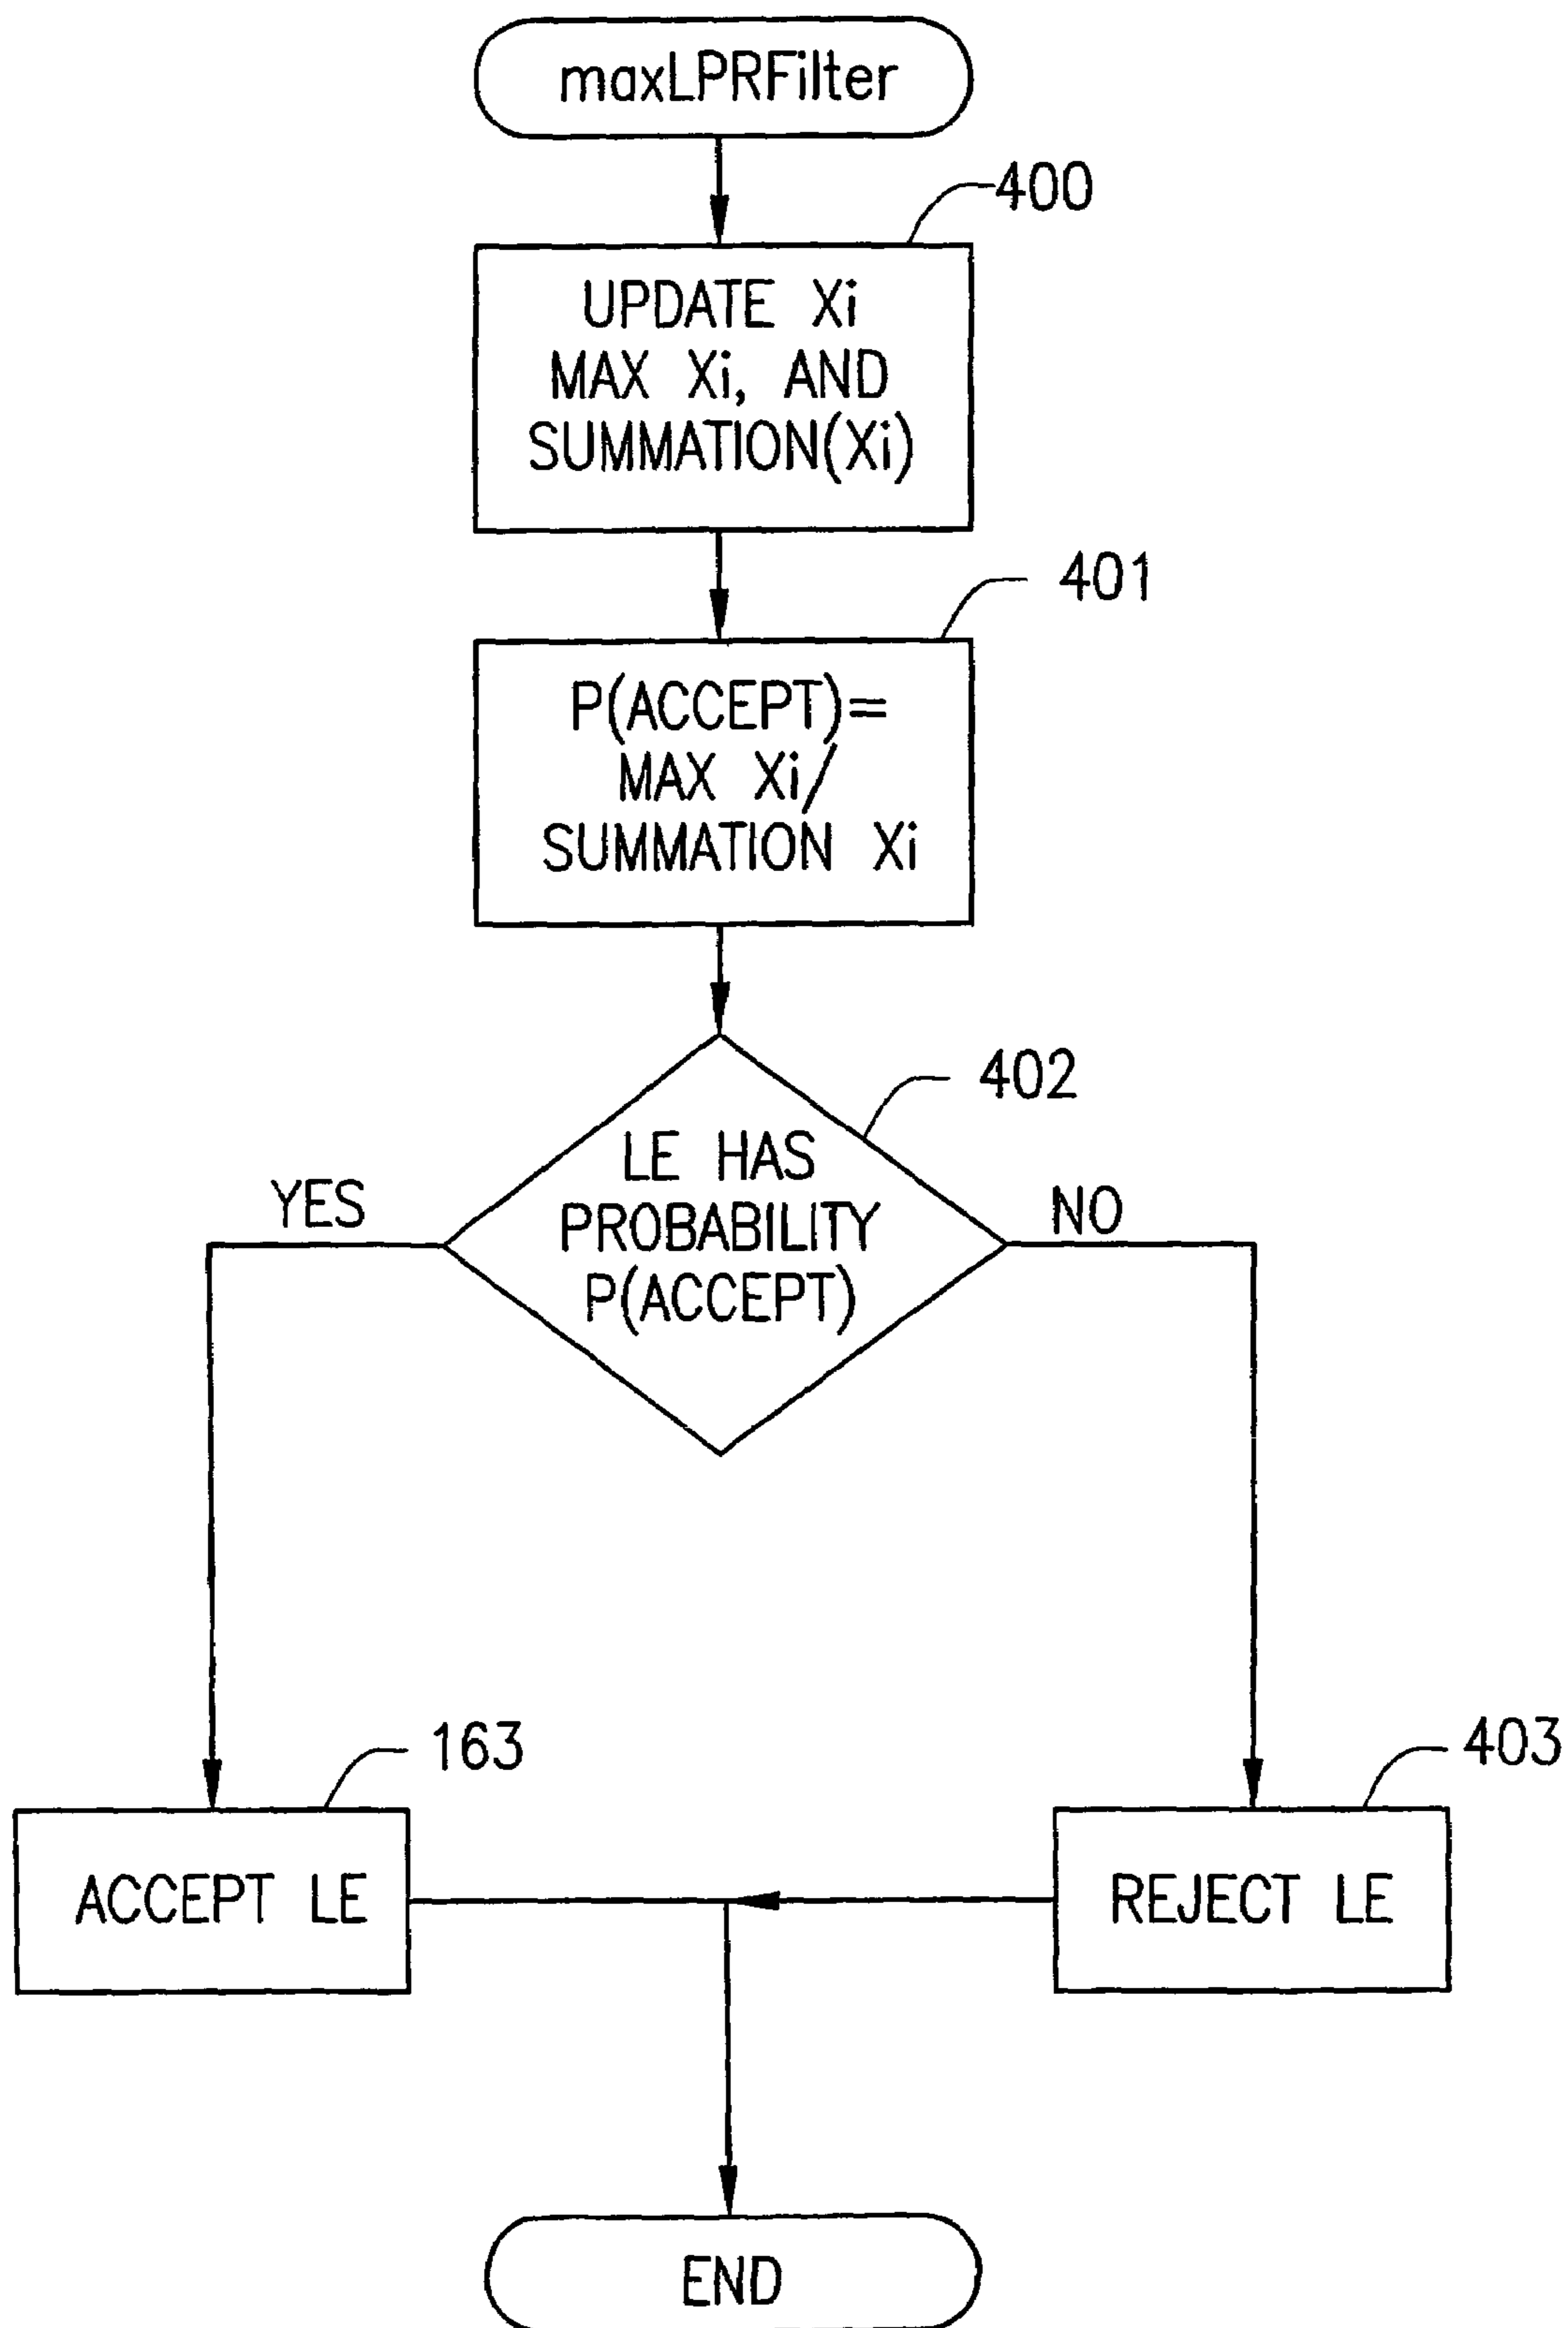 maxLPRFilter
400
UPDATE Xi
MAX Xi, AND
SUMMATION(Xi)
401
P(ACCEPT)=
MAX Xi/
SUMMATION Xi
402
LE HAS
PROBABILITY
P(ACCEPT)
YES
NO
163
403
ACCEPT LE
REJECT LE
END